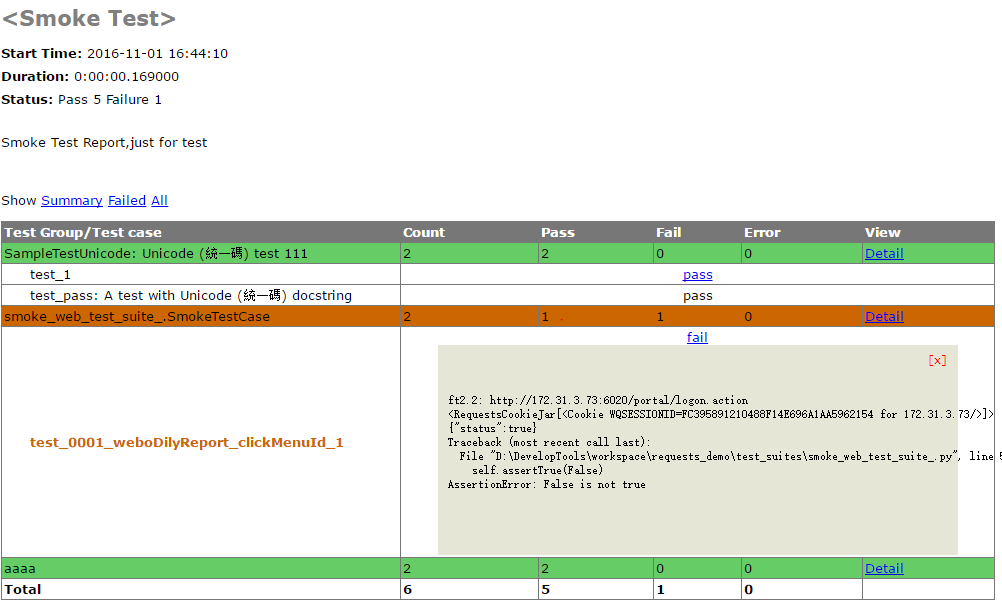 <Smoke Test>
Start Time: 2016-11-01 16:44:10
Duration: 0:00:00.169000
Status: Pass 5 Failure 1
Smoke Test Report,just for test
Show Summary Failed All
Test Group/Test case Count Pass Fail Error View
SampleTestUnicode: Unicode (統一碼) test 111 2 2 0 0 Detail
test_1 pass
test_pass: A test with Unicode (統一碼) docstring pass
smoke_web_test_suite_.SmokeTestCase 2 1 1 0 Detail
fail
[x]
ft2.2: http://172.31.3.73:6020/portal/logon.action
<RequestsCookieJar[<Cookie WQSESSIONID=FC395891210488F14E696A1AA5962154 for 172.31.3.73/>]>
{"status":true}
Traceback (most recent call last):
test_0001_weboDilyReport_clickMenuId_1
File "D:\DevelopTools\workspace\requests_demo\test_suites\smoke_web_test_suite_.py", line
self.assertTrue(False)
AssertionError: False is not true
aaaa 2 2 0 0 Detail
Total 6 5 1 0